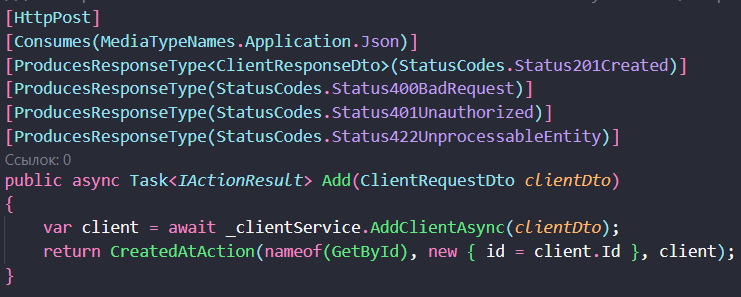 [HttpPost]
[Consumes(MediaTypeNames.Application.Json)]
[ProducesResponseType<ClientResponseDto>(StatusCodes.Status201Created)]
[ProducesResponseType(StatusCodes.Status400BadRequest)]
[ProducesResponseType(StatusCodes.Status401Unauthorized)]
[ProducesResponseType(StatusCodes.Status422UnprocessableEntity)]
Ссылок: 0
public async Task<IActionResult> Add(ClientRequestDto clientDto)
{
    var client = await _clientService.AddClientAsync(clientDto);
    return CreatedAtAction(nameof(GetById), new { id = client.Id }, client);
}